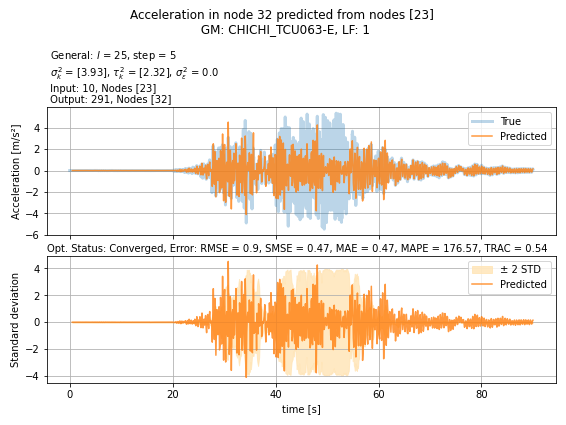 Acceleration in node 32 predicted from nodes [23]
GM: CHICHI_TCU063-E, LF: 1
General: l = 25, step = 5
σ²ₖ = [3.93], τ²ₖ = [2.32], σ²ε = 0.0
Input: 10, Nodes [23]
Output: 291, Nodes [32]
Acceleration [m/s²]
4
2
0
−2
−4
−6
True
Predicted
Opt. Status: Converged, Error: RMSE = 0.9, SMSE = 0.47, MAE = 0.47, MAPE = 176.57, TRAC = 0.54
Standard deviation
4
2
0
−2
−4
± 2 STD
Predicted
0 20 40 60 80
time [s]